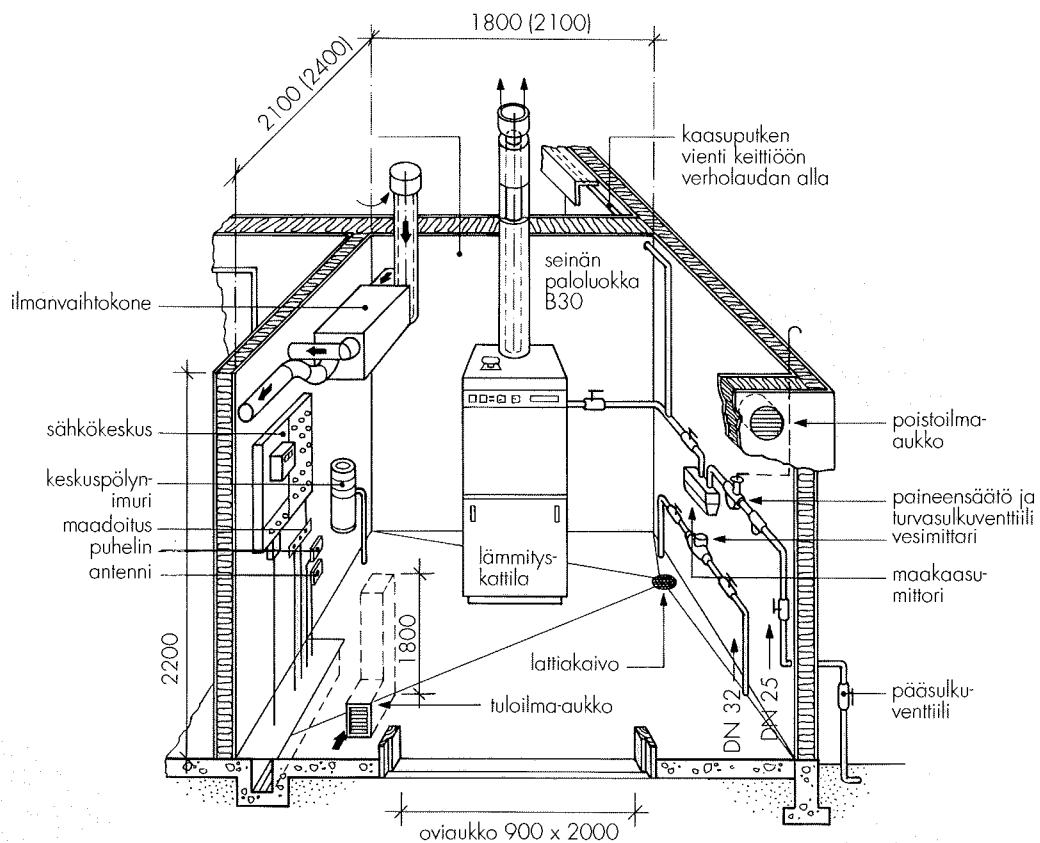 1800 (2100)
2100 (2400)
kaasuputken
vienti keittiöön
verholaudan alla
seinän
paloluokka
B30
ilmanvaihtokone
sähkökeskus
keskuspölyn-
imuri
maadoitus
puhelin
antenni
lämmitys-
kattila
poistoilma-
aukko
paineensäätö ja
turvasulkuventtiili
vesimittari
maakaasu-
mittori
lattiakaivo
tuloilma-aukko
1800
2200
DN 32
DN 25
pääsulku-
venttiili
oviaukko 900 x 2000